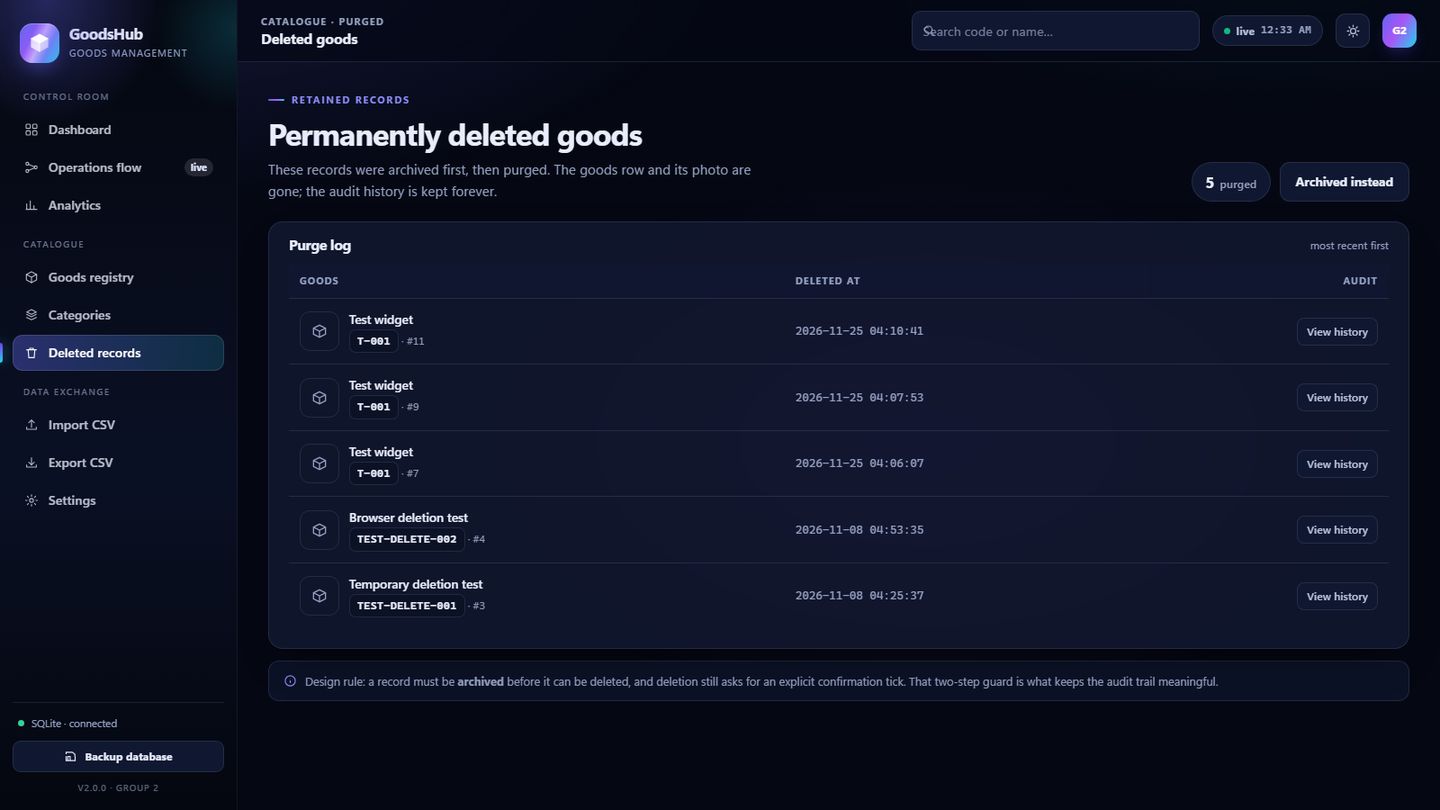 GoodsHub
GOODS MANAGEMENT
CONTROL ROOM
Dashboard
Operations flow live
Analytics
CATALOGUE
Goods registry
Categories
Deleted records
DATA EXCHANGE
Import CSV
Export CSV
Settings
SQLite · connected
Backup database
V2.0.0 · GROUP 2
CATALOGUE · PURGED
Deleted goods
Search code or name...
live 12:33 AM
G2
RETAINED RECORDS
Permanently deleted goods
These records were archived first, then purged. The goods row and its photo are
gone; the audit history is kept forever.
5 purged
Archived instead
Purge log
most recent first
GOODS DELETED AT AUDIT
Test widget
T-001 · #11
2026-11-25 04:10:41
View history
Test widget
T-001 · #9
2026-11-25 04:07:53
View history
Test widget
T-001 · #7
2026-11-25 04:06:07
View history
Browser deletion test
TEST-DELETE-002 · #4
2026-11-08 04:53:35
View history
Temporary deletion test
TEST-DELETE-001 · #3
2026-11-08 04:25:37
View history
Design rule: a record must be archived before it can be deleted, and deletion still asks for an explicit confirmation tick. That two-step guard is what keeps the audit trail meaningful.